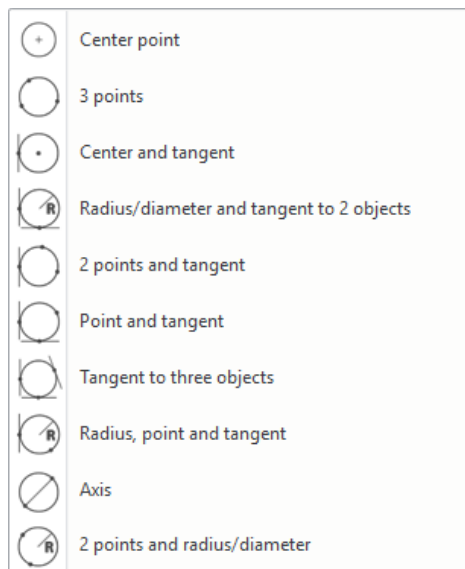 Center point
3 points
Center and tangent
R Radius/diameter and tangent to 2 objects
2 points and tangent
Point and tangent
Tangent to three objects
R Radius, point and tangent
Axis
R 2 points and radius/diameter